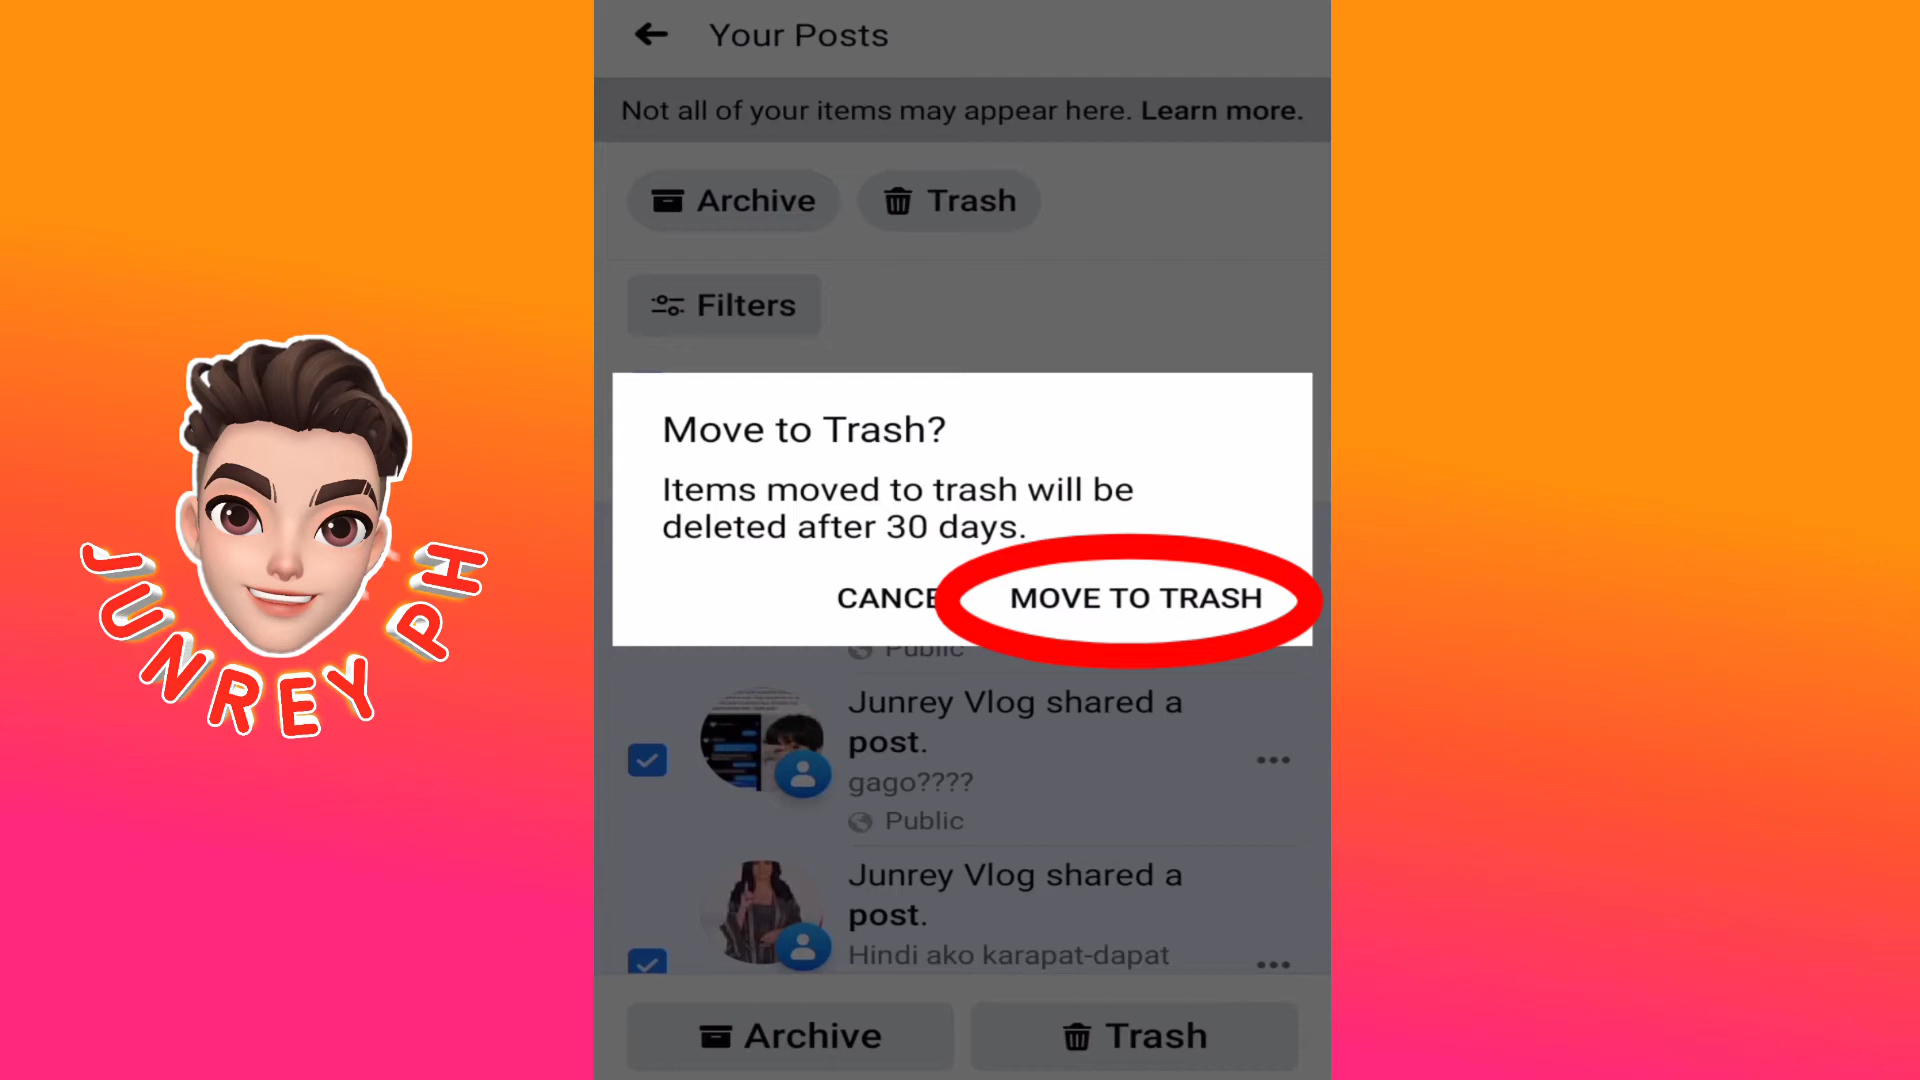 Your Posts
Not all of your items may appear here. Learn more.
Archive
Trash
Filters
Move to Trash?
Items moved to trash will be
deleted after 30 days.
CANCE
MOVE TO TRASH
Public
Junrey Vlog shared a
post.
gago????
Public
Junrey Vlog shared a
post.
Hindi ako karapat-dapat
Archive
Trash
JUNREY PH